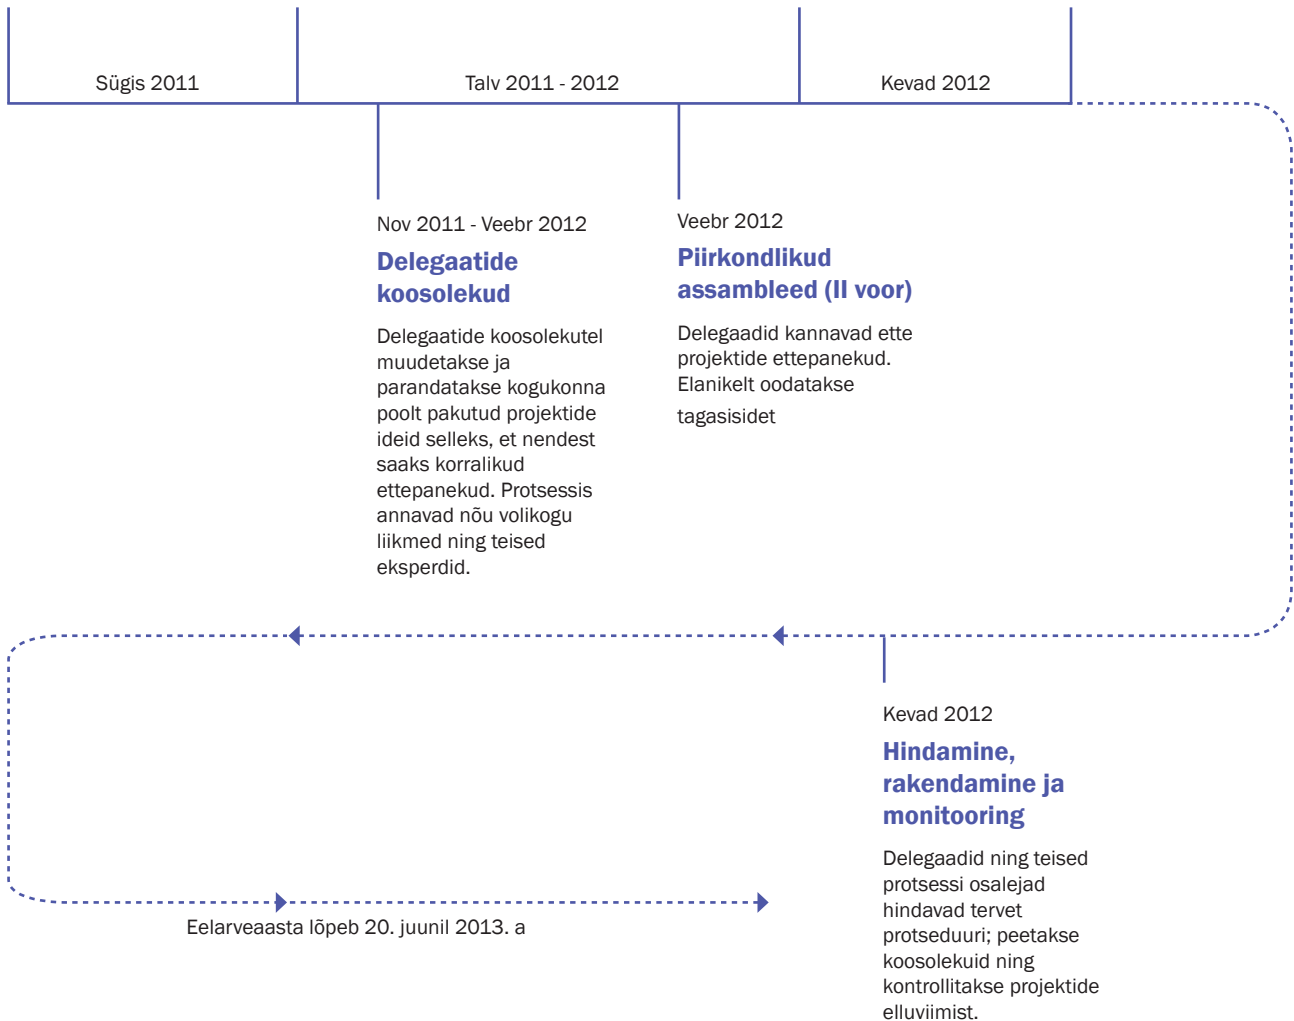 Sügis 2011
Talv 2011 - 2012
Kevad 2012
Nov 2011 - Veebr 2012
Delegaatide
koosolekud
Delegaatide koosolekutel
muudetakse ja
parandatakse kogukonna
poolt pakutud projektide
ideid selleks, et nendest
saaks korralikud
ettepanekud. Protsessis
annavad nõu volikogu
liikmed ning teised
eksperdid.
Veebr 2012
Piirkondlikud
assambleed (II voor)
Delegaadid kannavad ette
projektide ettepanekud.
Elanikelt oodatakse
tagasisidet
Kevad 2012
Hindamine,
rakendamine ja
monitooring
Delegaadid ning teised
protsessi osalejad
hindavad tervet
protseduuri; peetakse
koosolekuid ning
kontrollitakse projektide
elluviimist.
Eelarveaasta lõpeb 20. juunil 2013. a